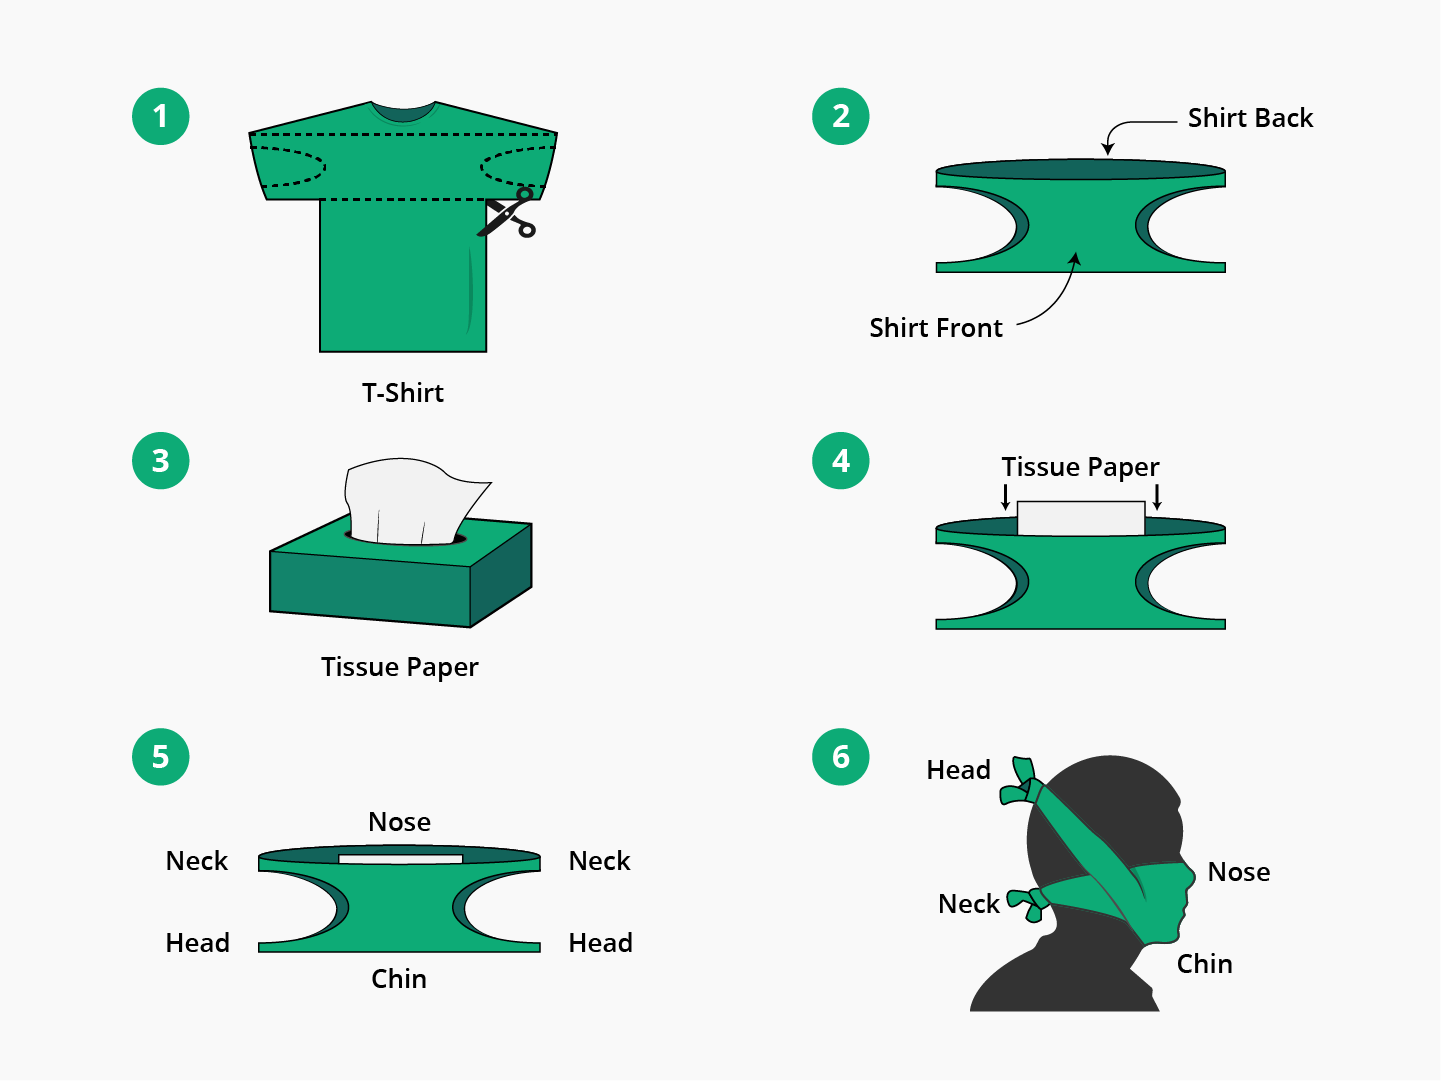 1
T-Shirt
2
Shirt Back
Shirt Front
3
Tissue Paper
4
Tissue Paper
5
Nose
Neck
Neck
Head
Head
Chin
6
Head
Nose
Neck
Chin